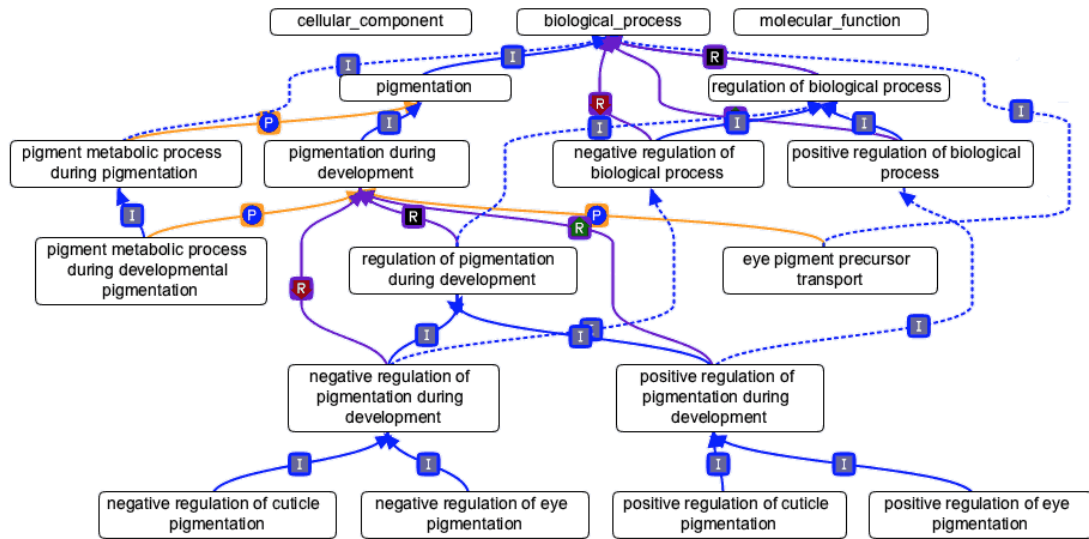 cellular_component
biological_process
molecular_function
I
I
R
pigmentation
regulation of biological process
R
I
P
I
I
I
I
pigment metabolic process
during pigmentation
pigmentation during
development
negative regulation of
biological process
positive regulation of biological
process
I
P
R
P
R
pigment metabolic process
during developmental
pigmentation
regulation of pigmentation
during development
eye pigment precursor
transport
R
I
I
I
I
negative regulation of
pigmentation during
development
positive regulation of
pigmentation during
development
I
I
I
I
negative regulation of cuticle
pigmentation
negative regulation of eye
pigmentation
positive regulation of cuticle
pigmentation
positive regulation of eye
pigmentation